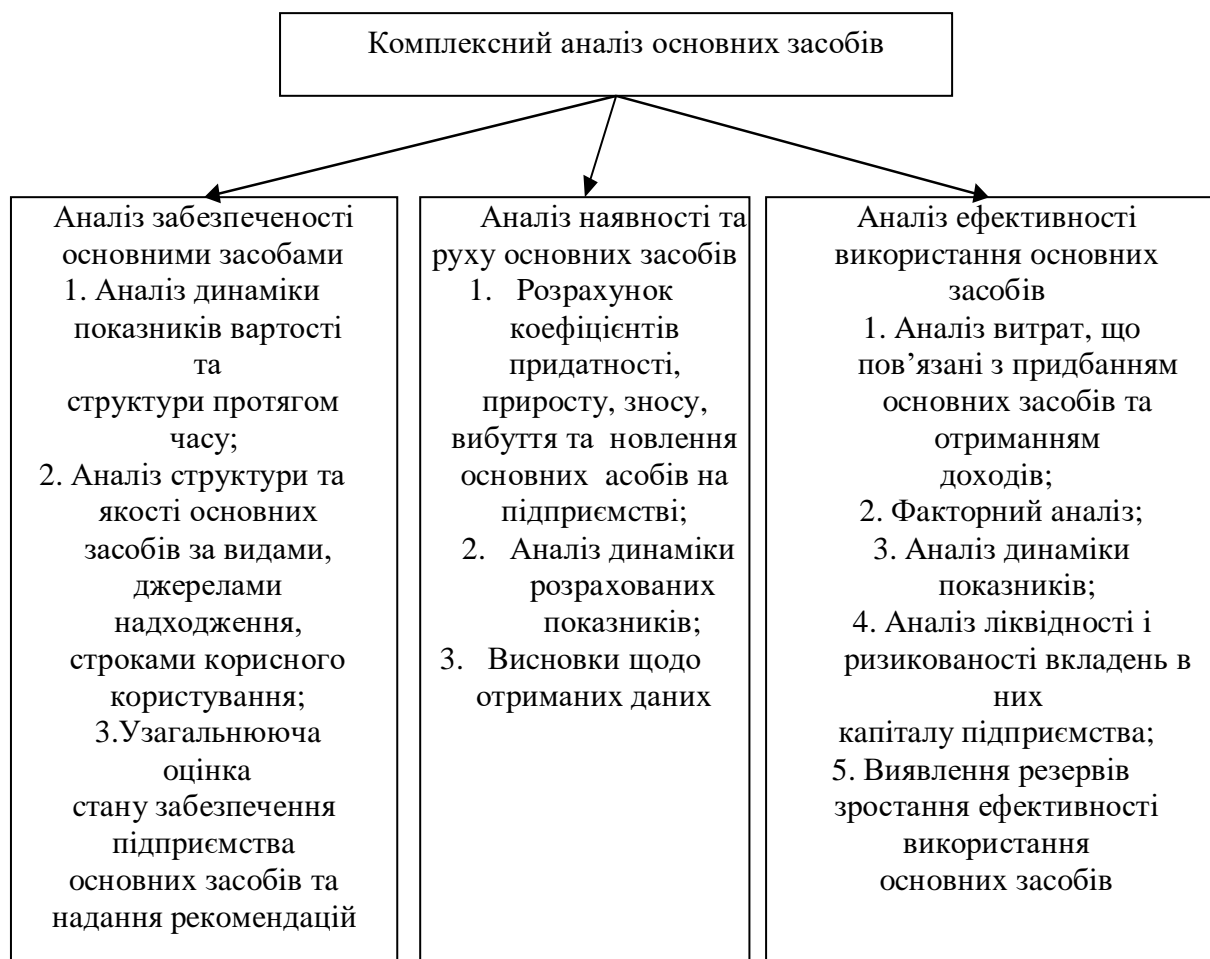 Комплексний аналіз основних засобів
Аналіз забезпеченості
основними засобами
1. Аналіз динаміки
показників вартості
та
структури протягом
часу;
2. Аналіз структури та
якості основних
засобів за видами,
джерелами
надходження,
строками корисного
користування;
3.Узагальнююча
оцінка
стану забезпечення
підприємства
основних засобів та
надання рекомендацій
Аналіз наявності та
руху основних засобів
1. Розрахунок
коефіцієнтів
придатності,
приросту, зносу,
вибуття та новлення
основних асобів на
підприємстві;
2. Аналіз динаміки
розрахованих
показників;
3. Висновки щодо
отриманих даних
Аналіз ефективності
використання основних
засобів
1. Аналіз витрат, що
пов’язані з придбанням
основних засобів та
отриманням
доходів;
2. Факторний аналіз;
3. Аналіз динаміки
показників;
4. Аналіз ліквідності і
ризикованості вкладень в
них
капіталу підприємства;
5. Виявлення резервів
зростання ефективності
використання
основних засобів